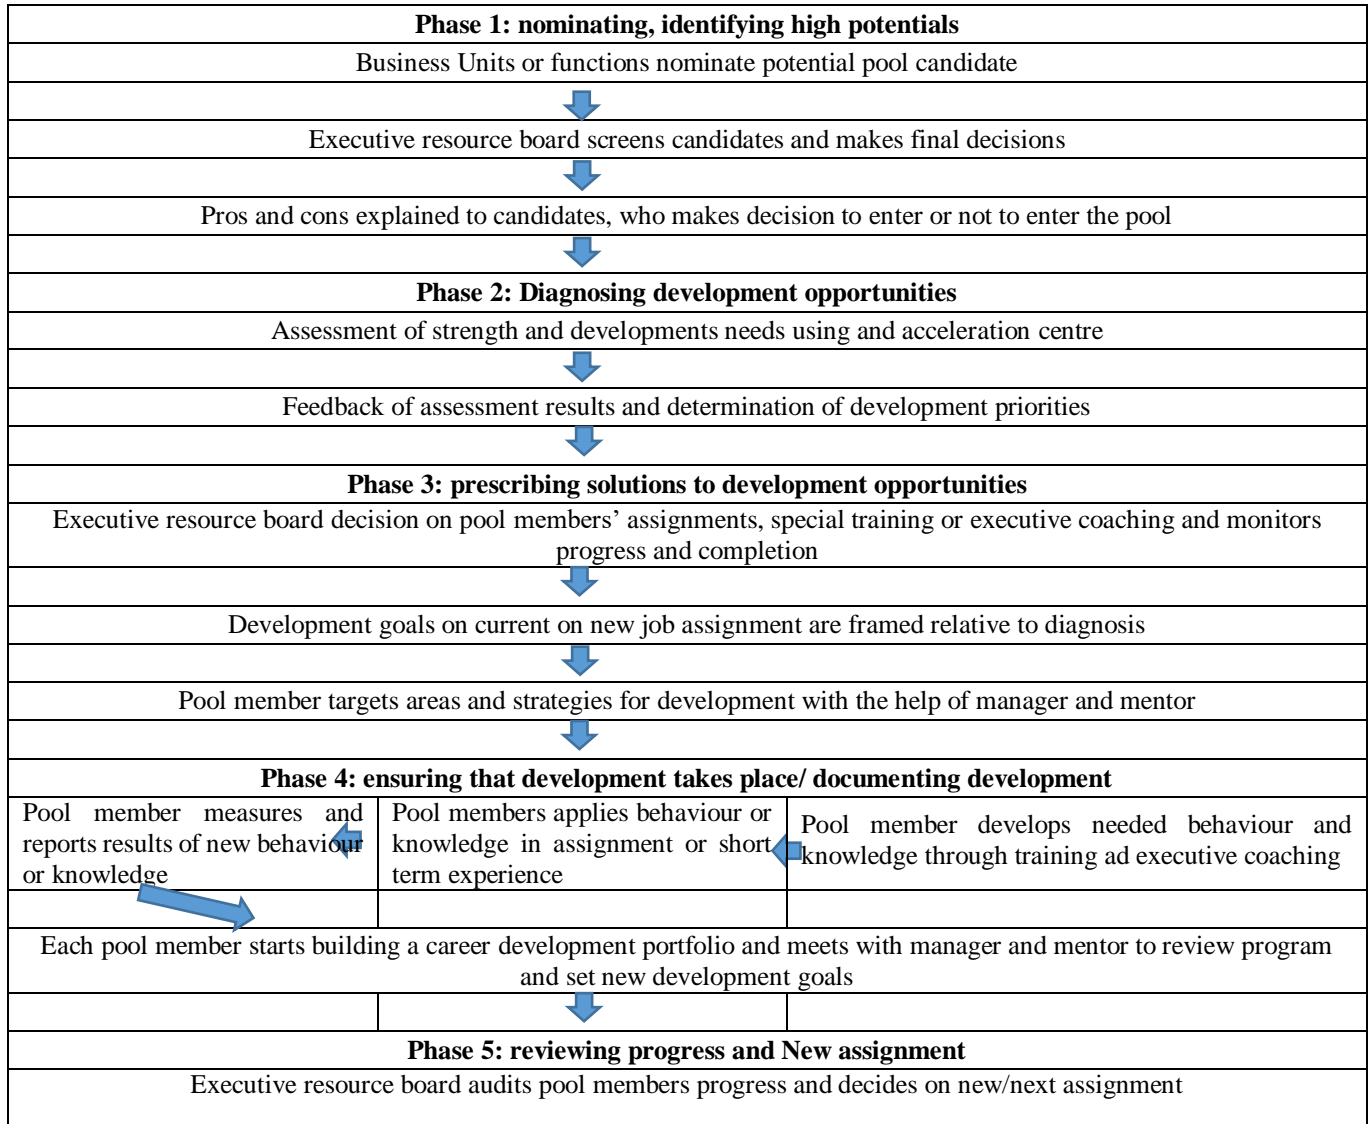 Phase 1: nominating, identifying high potentials
Business Units or functions nominate potential pool candidate
Executive resource board screens candidates and makes final decisions
Pros and cons explained to candidates, who makes decision to enter or not to enter the pool
Phase 2: Diagnosing development opportunities
Assessment of strength and developments needs using and acceleration centre
Feedback of assessment results and determination of development priorities
Phase 3: prescribing solutions to development opportunities
Executive resource board decision on pool members’ assignments, special training or executive coaching and monitors
progress and completion
Development goals on current on new job assignment are framed relative to diagnosis
Pool member targets areas and strategies for development with the help of manager and mentor
Phase 4: ensuring that development takes place/ documenting development
Pool member measures and
reports results of new behaviour
or knowledge
Pool members applies behaviour or
knowledge in assignment or short
term experience
Pool member develops needed behaviour and
knowledge through training ad executive coaching
Each pool member starts building a career development portfolio and meets with manager and mentor to review program
and set new development goals
Phase 5: reviewing progress and New assignment
Executive resource board audits pool members progress and decides on new/next assignment